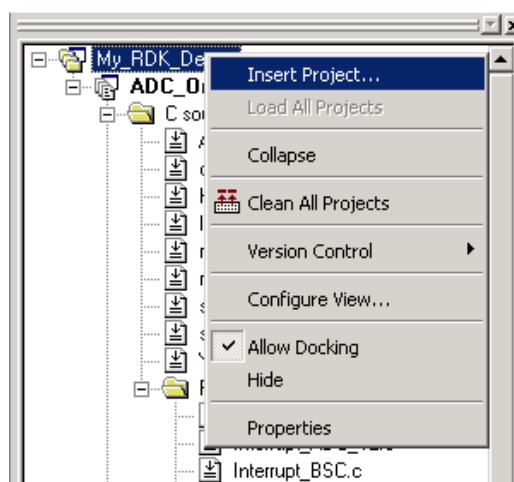 My_RDK_De
ADC_O
C sou
Insert Project...
Load All Projects
Collapse
Clean All Projects
Version Control
Configure View...
Allow Docking
Hide
Properties
Interrupt_BSC.c